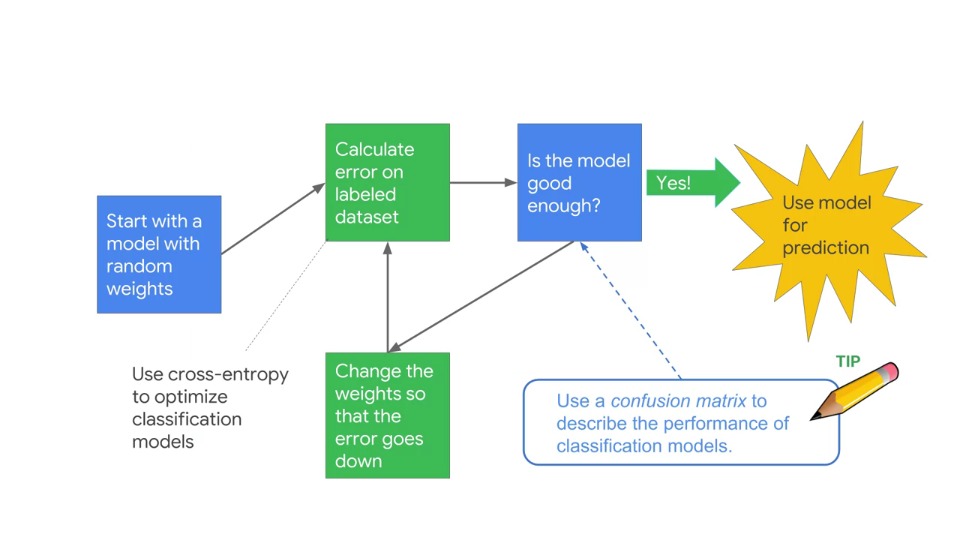 Start with a
model with
random
weights
Calculate
error on
labeled
dataset
Is the model
good
enough?
Yes!
Use model
for
prediction
Use cross-entropy
to optimize
classification
models
Change the
weights so
that the
error goes
down
TIP
Use a confusion matrix to
describe the performance of
classification models.